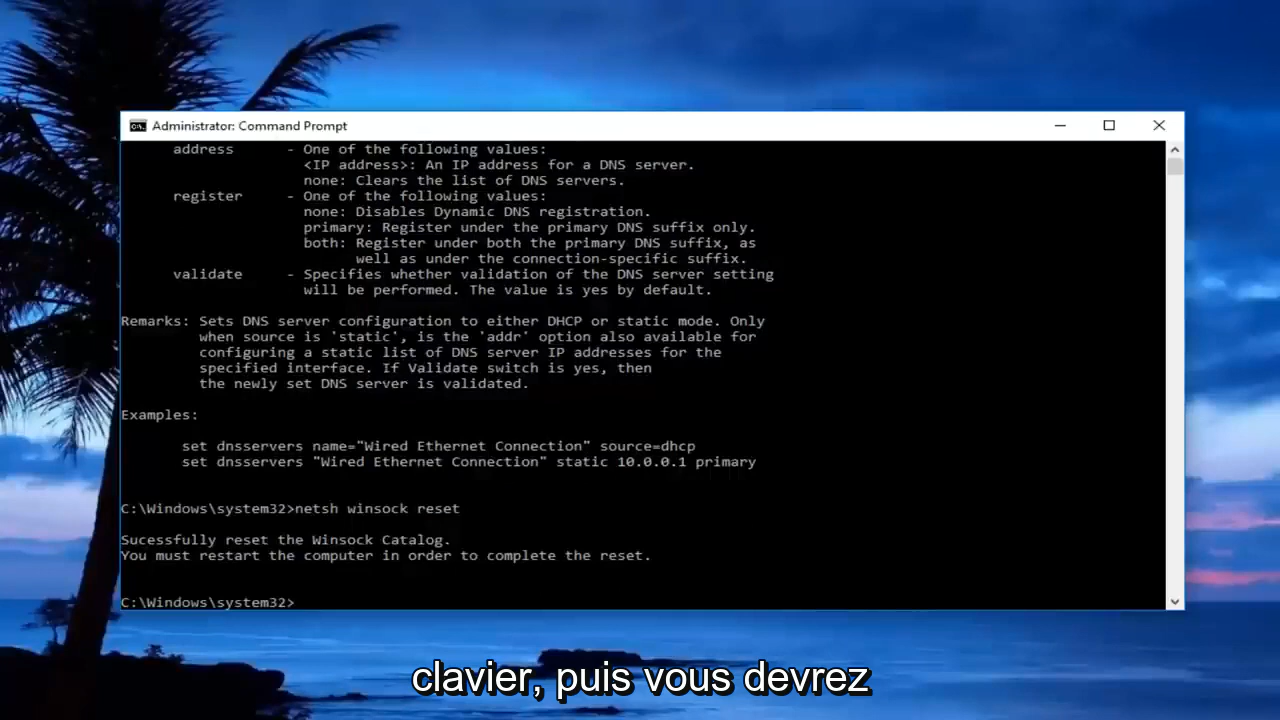 Administrator: Command Prompt
address - One of the following values:
<IP address>: An IP address for a DNS server.
none: Clears the list of DNS servers.
register - One of the following values:
none: Disables Dynamic DNS registration.
primary: Register under the primary DNS suffix only.
both: Register under both the primary DNS suffix, as
well as under the connection-specific suffix.
validate - Specifies whether validation of the DNS server setting
will be performed. The value is yes by default.
Remarks: Sets DNS server configuration to either DHCP or static mode. Only
when source is 'static', is the 'addr' option also available for
configuring a static list of DNS server IP addresses for the
specified interface. If Validate switch is yes, then
the newly set DNS server is validated.
Examples:
set dnsservers name="Wired Ethernet Connection" source=dhcp
set dnsservers "Wired Ethernet Connection" static 10.0.0.1 primary
C:\Windows\system32>netsh winsock reset
Sucessfully reset the Winsock Catalog.
You must restart the computer in order to complete the reset.
C:\Windows\system32>
clavier, puis vous devrez